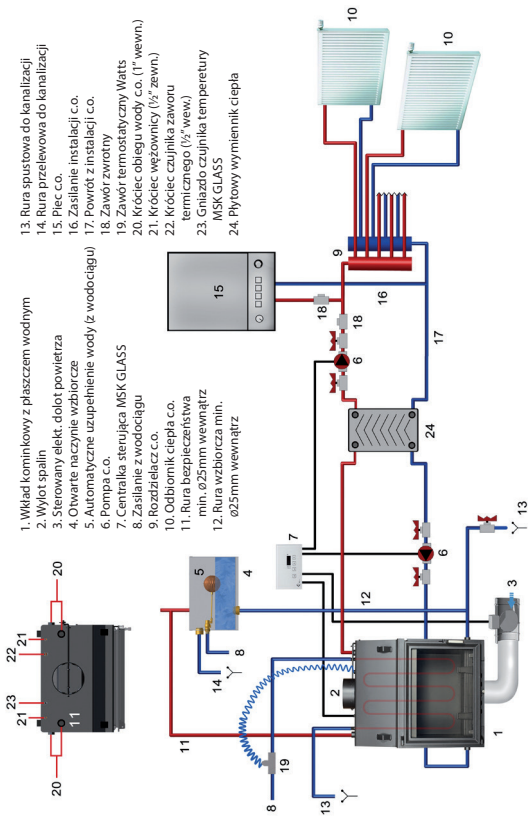 1. Wkład kominkowy z płaszczem wodnym
2. Wylot spalin
3. Sterowany elekt. dolot powietrza
4. Otwarte naczynie wzbiorcze
5. Automatyczne uzupełnienie wody (z wodociągu)
6. Pompa c.o.
7. Centralka sterująca MSK GLASS
8. Zasilanie z wodociągu
9. Rozdzielacz c.o.
10. Odbiornik ciepła c.o.
11. Rura bezpieczeństwa
min. Ø25mm wewnątrz
12. Rura wzbiorcza min.
Ø25mm wewnątrz
13. Rura spustowa do kanalizacji
14. Rura przelewowa do kanalizacji
15. Piec c.o.
16. Zasilanie instalacji c.o.
17. Powrót z instalacji c.o.
18. Zawór zwrotny
19. Zawór termostatyczny Watts
20. Króciec obiegu wody c.o. (1" wewn.)
21. Króciec wężownicy (½" zewn.)
22. Króciec czujnika zaworu
termicznego (½" wew.)
23. Gniazdo czujnika temperetury
MSK GLASS
24. Płytowy wymiennik ciepła
20
21
23
22
21
20
11
10
10
15
9
16
18
18
17
6
24
7
5
4
8
14
12
6
13
11
2
3
19
8
13
1